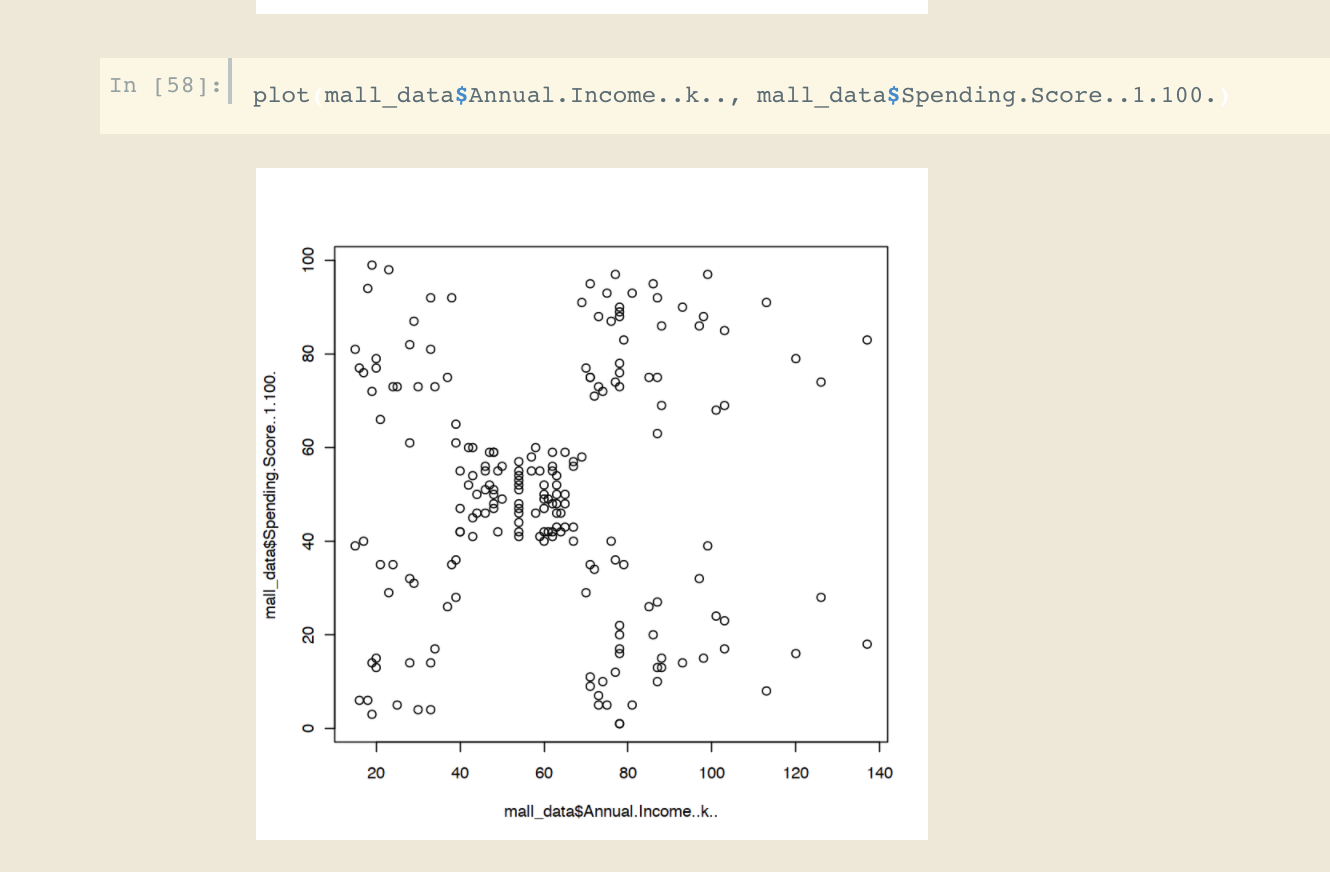 In [58]:
plot(mall_data$Annual.Income..k.., mall_data$Spending.Score..1.100.)
100
80
60
40
20
0
mall_data$Spending.Score..1.100.
20 40 60 80 100 120 140
mall_data$Annual.Income..k..